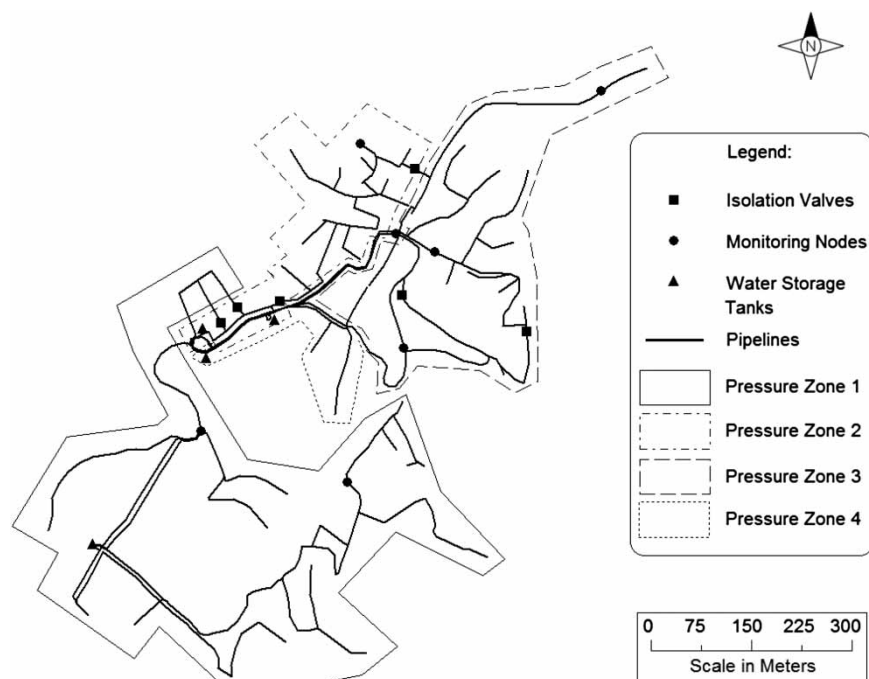 N
Legend:
Isolation Valves
Monitoring Nodes
Water Storage
Tanks
Pipelines
Pressure Zone 1
Pressure Zone 2
Pressure Zone 3
Pressure Zone 4
0 75 150 225 300
Scale in Meters